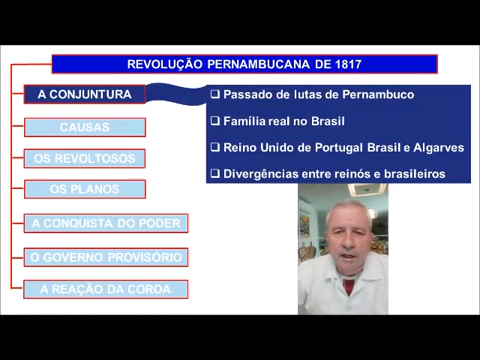 REVOLUÇÃO PERNAMBUCANA DE 1817
A CONJUNTURA
❑ Passado de lutas de Pernambuco
❑ Família real no Brasil
❑ Reino Unido de Portugal Brasil e Algarves
❑ Divergências entre reinós e brasileiros
CAUSAS
OS REVOLTOSOS
OS PLANOS
A CONQUISTA DO PODER
O GOVERNO PROVISÓRIO
A REAÇÃO DA COROA